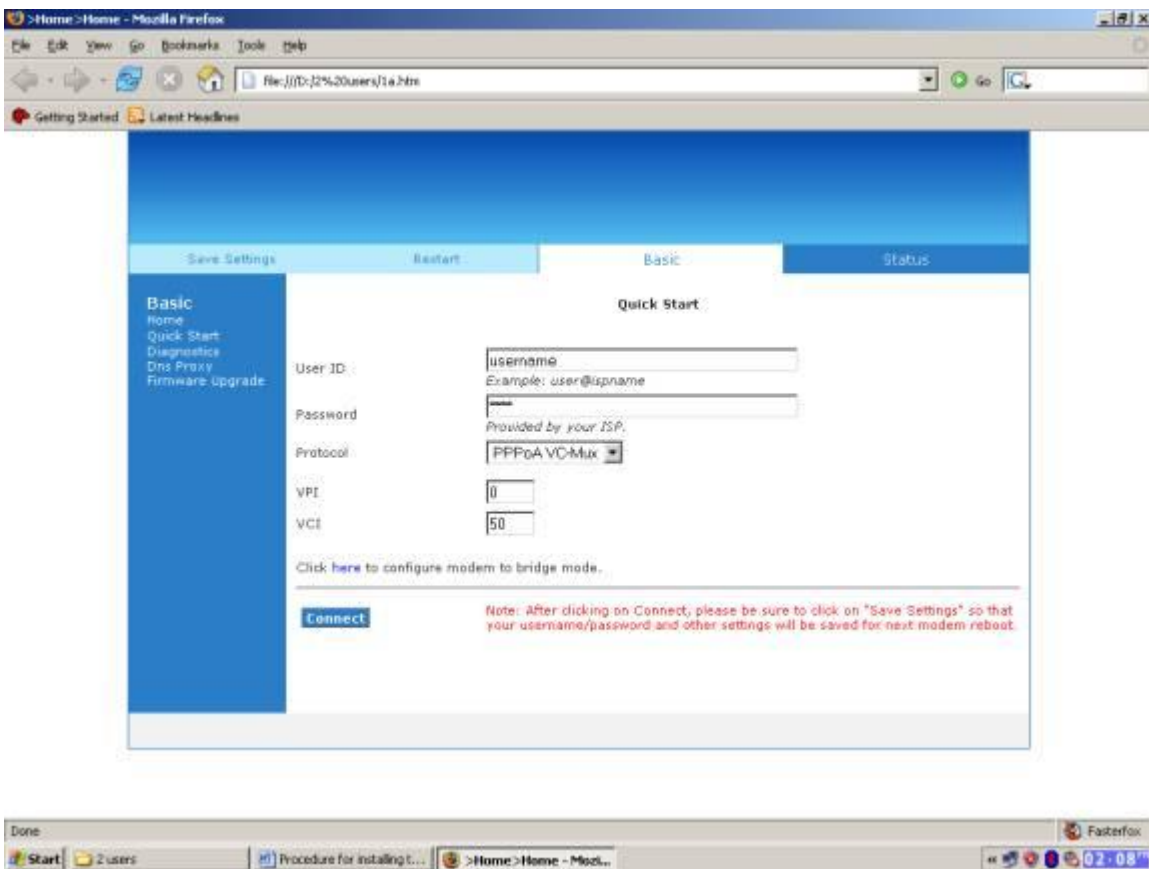 >Home>Home - Mozilla Firefox
File Edit View Go Bookmarks Tools Help
file:///D:/2%20users/1a.htm
Go
Getting Started Latest Headlines
Save Settings Restart Basic Status
Basic
Home
Quick Start
Diagnostics
Dns Proxy
Firmware Upgrade
Quick Start
User ID username
Example: user@ispname
Password
Provided by your ISP.
Protocol PPPoA VC-Mux
VPI 0
VCI 50
Click here to configure modem to bridge mode.
Connect
Note: After clicking on Connect, please be sure to click on "Save Settings" so that
your username/password and other settings will be saved for next modem reboot
Done
Fasterfox
Start 2 users Procedure for installing t... >Home>Home - Mozi... 02:08